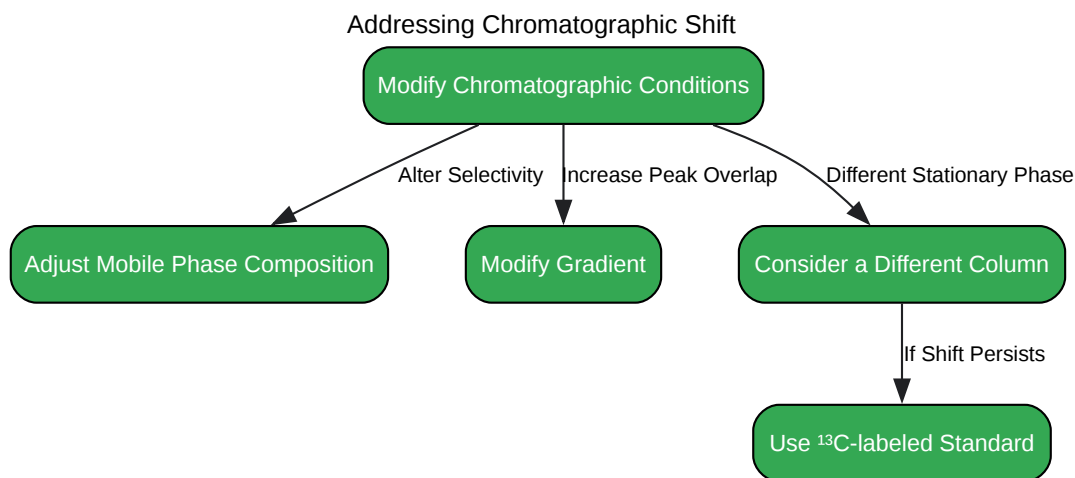 Addressing Chromatographic Shift
Modify Chromatographic Conditions
Alter Selectivity
Increase Peak Overlap
Different Stationary Phase
Adjust Mobile Phase Composition
Modify Gradient
Consider a Different Column
If Shift Persists
Use ¹³C-labeled Standard